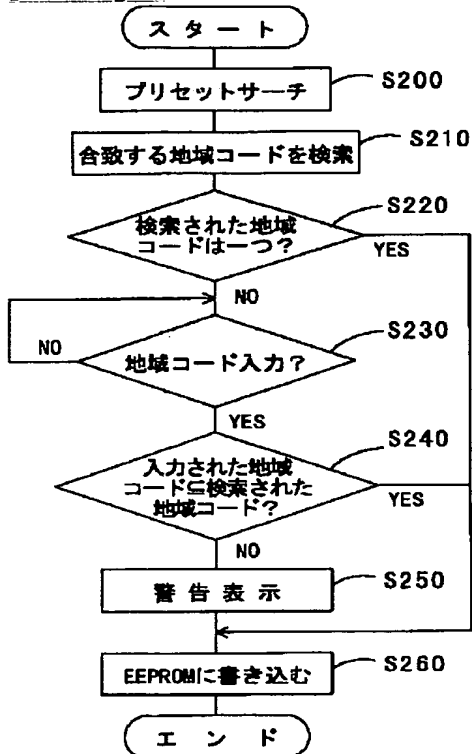 スタート
プリセットサーチ
S200
合致する地域コードを検索
S210
検索された地域
コードは一つ?
S220
YES
NO
地域コード入力?
S230
NO
YES
入力された地域
コード⊆検索された
地域コード?
S240
YES
NO
警告表示
S250
EEPROMに書き込む
S260
エンド